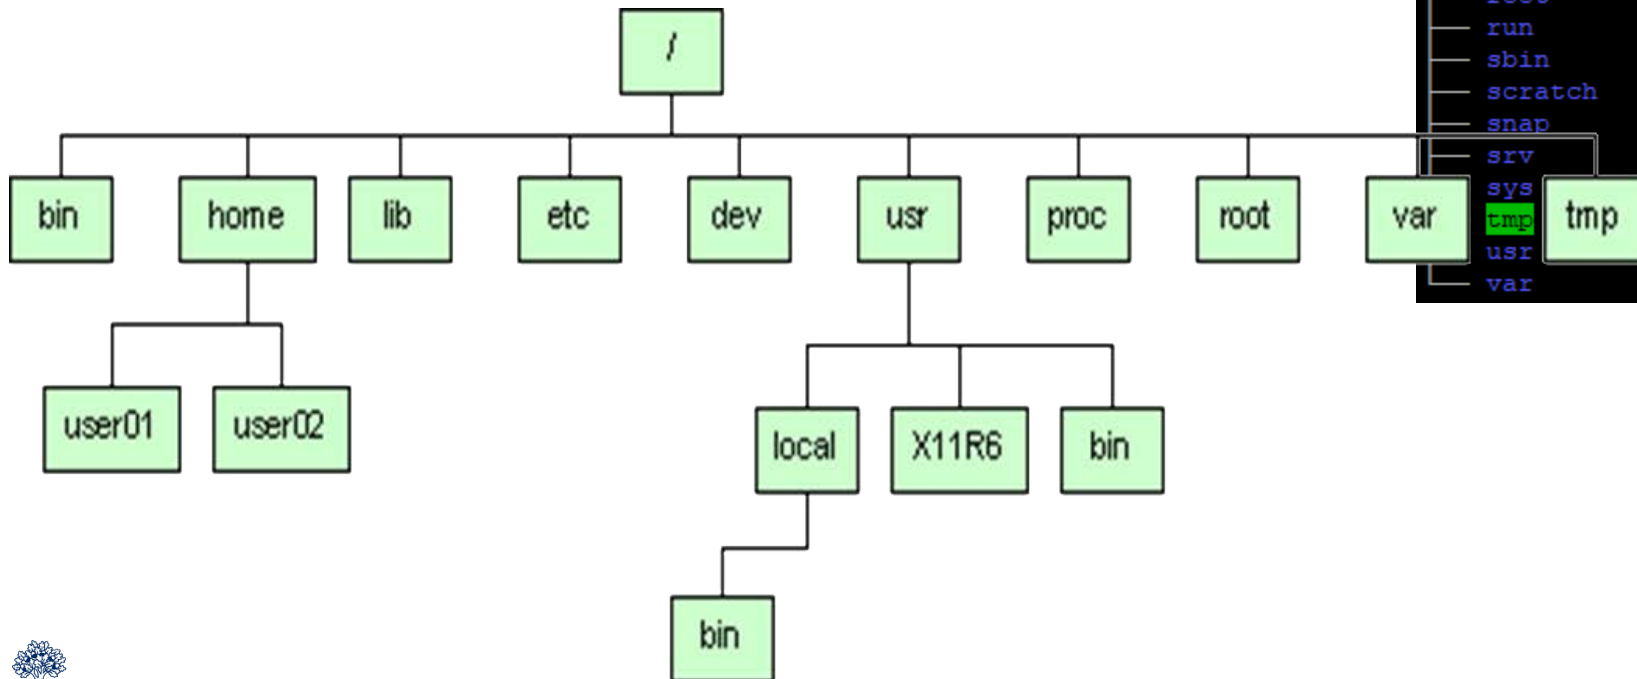 /
run
sbin
scratch
snap
srv
sys
tmp
usr
var
bin home lib etc dev usr proc root var tmp
user01 user02
local X11R6 bin
bin